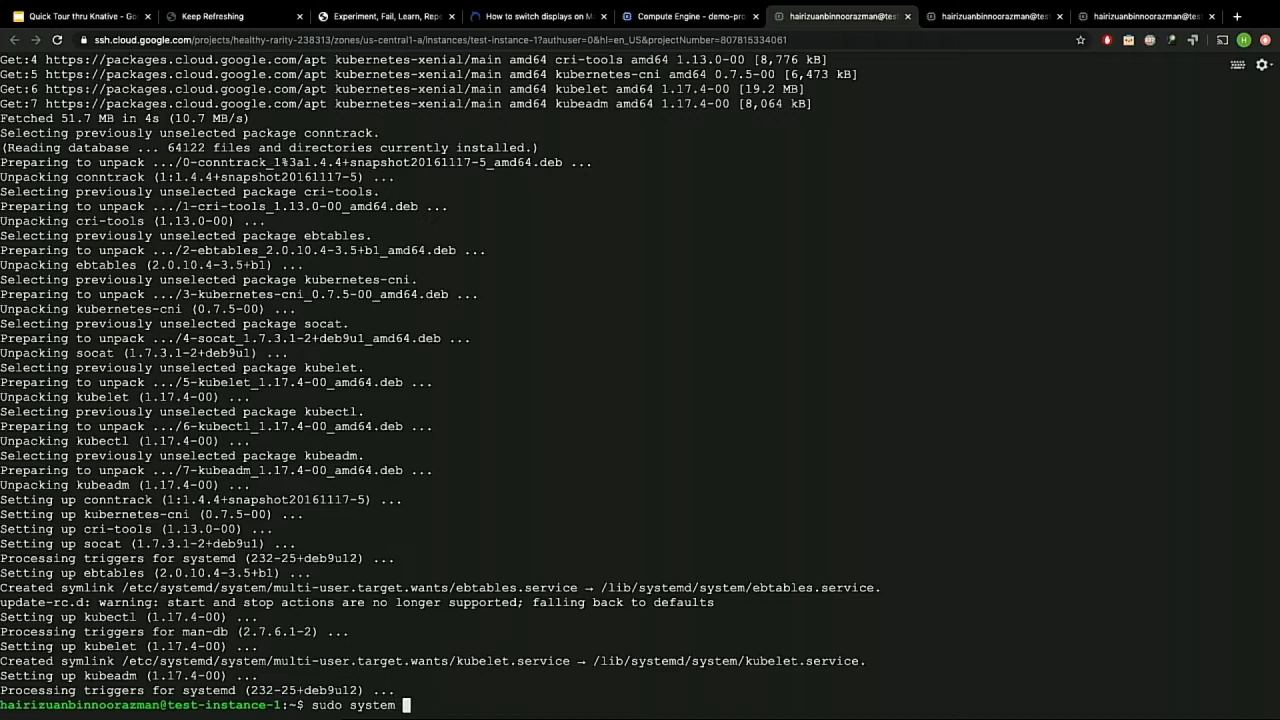 Quick Tour thru Knative - Go
Keep Refreshing
Experiment, Fail, Learn, Rep
How to switch displays on M
Compute Engine - demo-pro
hairizuanbinnoorazman@test
hairizuanbinnoorazman@test
hairizuanbinnoorazman@test
ssh.cloud.google.com/projects/healthy-rarity-238313/zones/us-central1-a/instances/test-instance-1?authuser=0&hl=en_US&projectNumber=807815334061
Get:4 https://packages.cloud.google.com/apt kubernetes-xenial/main amd64 cri-tools amd64 1.13.0-00 [8,776 kB]
Get:5 https://packages.cloud.google.com/apt kubernetes-xenial/main amd64 kubernetes-cni amd64 0.7.5-00 [6,473 kB]
Get:6 https://packages.cloud.google.com/apt kubernetes-xenial/main amd64 kubelet amd64 1.17.4-00 [19.2 MB]
Get:7 https://packages.cloud.google.com/apt kubernetes-xenial/main amd64 kubeadm amd64 1.17.4-00 [8,064 kB]
Fetched 51.7 MB in 4s (10.7 MB/s)
Selecting previously unselected package conntrack.
(Reading database ... 64122 files and directories currently installed.)
Preparing to unpack .../0-conntrack_1%3a1.4.4+snapshot20161117-5_amd64.deb ...
Unpacking conntrack (1:1.4.4+snapshot20161117-5) ...
Selecting previously unselected package cri-tools.
Preparing to unpack .../1-cri-tools_1.13.0-00_amd64.deb ...
Unpacking cri-tools (1.13.0-00) ...
Selecting previously unselected package ebtables.
Preparing to unpack .../2-ebtables_2.0.10.4-3.5+b1_amd64.deb ...
Unpacking ebtables (2.0.10.4-3.5+b1) ...
Selecting previously unselected package kubernetes-cni.
Preparing to unpack .../3-kubernetes-cni_0.7.5-00_amd64.deb ...
Unpacking kubernetes-cni (0.7.5-00) ...
Selecting previously unselected package socat.
Preparing to unpack .../4-socat_1.7.3.1-2+deb9u1_amd64.deb ...
Unpacking socat (1.7.3.1-2+deb9u1) ...
Selecting previously unselected package kubelet.
Preparing to unpack .../5-kubelet_1.17.4-00_amd64.deb ...
Unpacking kubelet (1.17.4-00) ...
Selecting previously unselected package kubectl.
Preparing to unpack .../6-kubectl_1.17.4-00_amd64.deb ...
Unpacking kubectl (1.17.4-00) ...
Selecting previously unselected package kubeadm.
Preparing to unpack .../7-kubeadm_1.17.4-00_amd64.deb ...
Unpacking kubeadm (1.17.4-00) ...
Setting up conntrack (1:1.4.4+snapshot20161117-5) ...
Setting up kubernetes-cni (0.7.5-00) ...
Setting up cri-tools (1.13.0-00) ...
Setting up socat (1.7.3.1-2+deb9u1) ...
Processing triggers for systemd (232-25+deb9u12) ...
Setting up ebtables (2.0.10.4-3.5+b1) ...
Created symlink /etc/systemd/system/multi-user.target.wants/ebtables.service → /lib/systemd/system/ebtables.service.
update-rc.d: warning: start and stop actions are no longer supported; falling back to defaults
Setting up kubectl (1.17.4-00) ...
Processing triggers for man-db (2.7.6.1-2) ...
Setting up kubelet (1.17.4-00) ...
Created symlink /etc/systemd/system/multi-user.target.wants/kubelet.service → /lib/systemd/system/kubelet.service.
Setting up kubeadm (1.17.4-00) ...
Processing triggers for systemd (232-25+deb9u12) ...
hairizuanbinnoorazman@test-instance-1:~$ sudo system